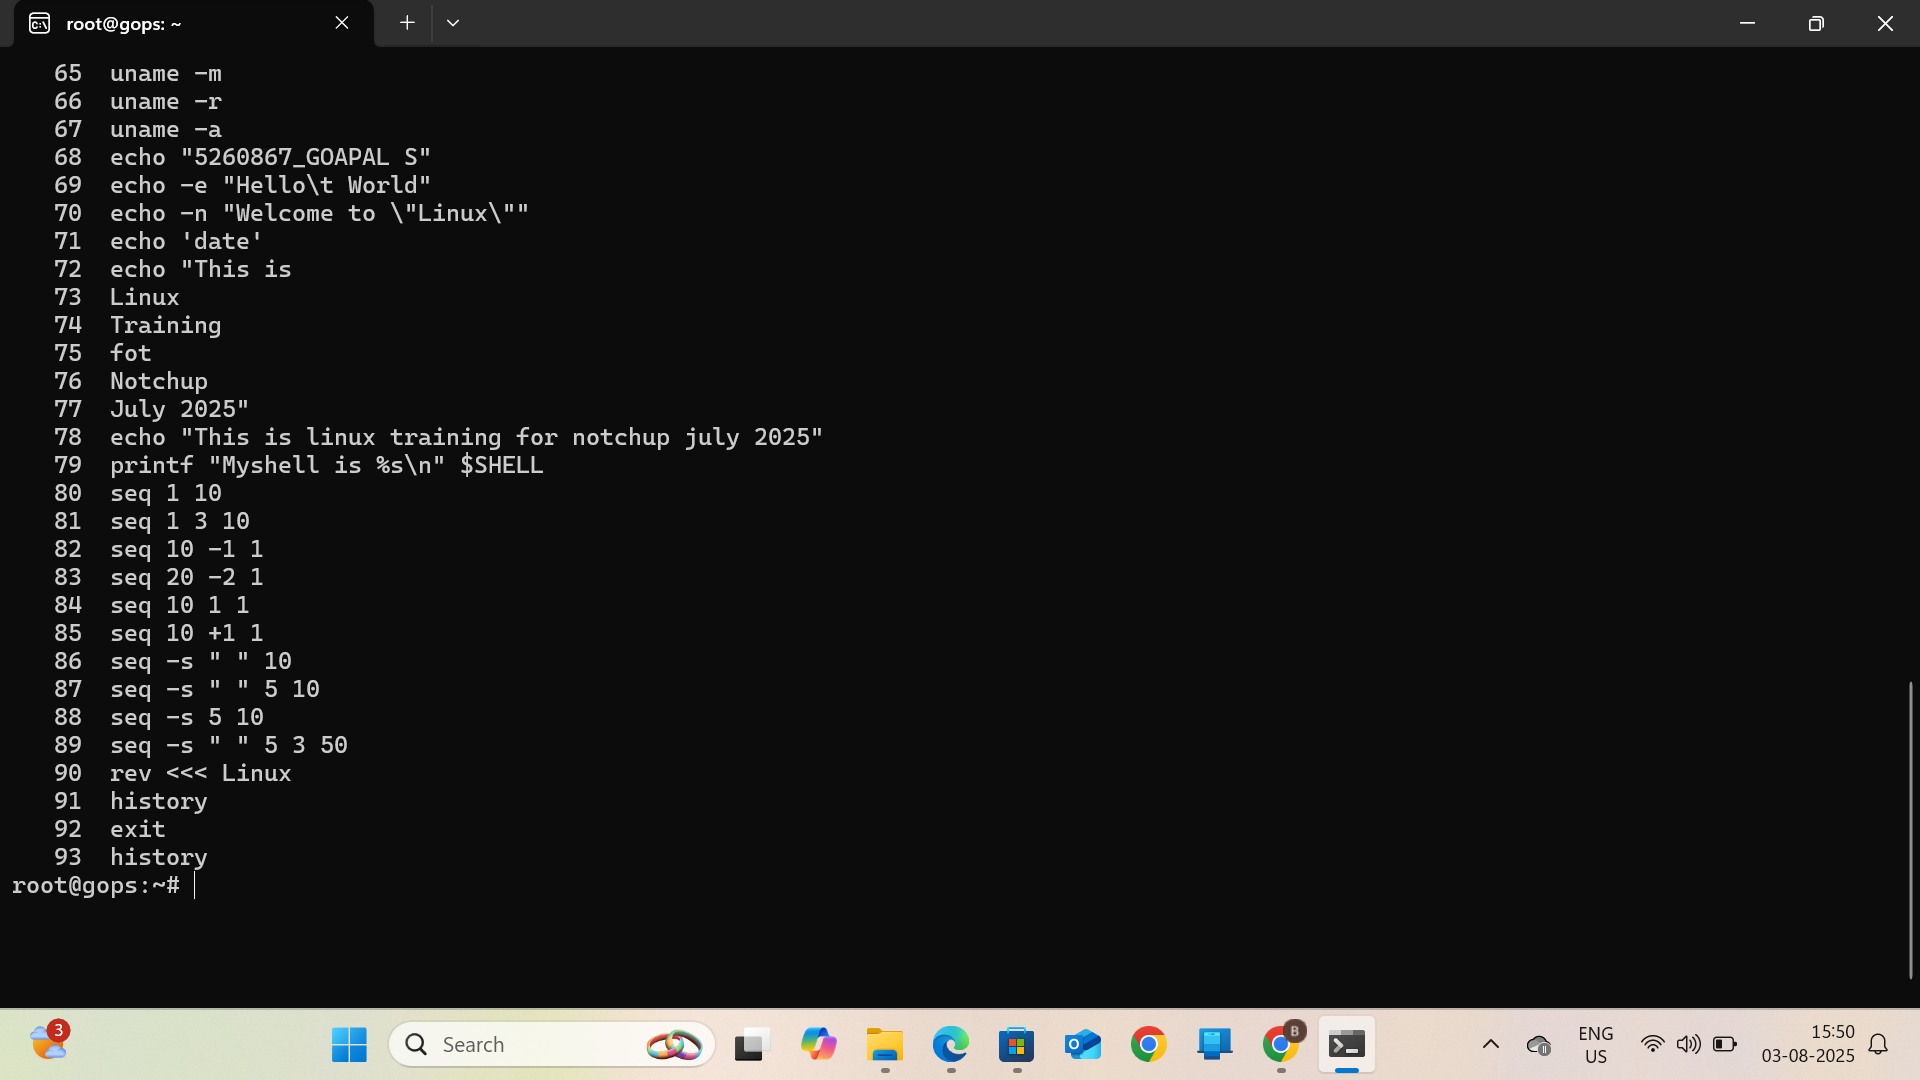 root@gops: ~
65 uname -m
66 uname -r
67 uname -a
68 echo "5260867_GOAPAL S"
69 echo -e "Hello\t World"
70 echo -n "Welcome to \"Linux\""
71 echo 'date'
72 echo "This is
73 Linux
74 Training
75 fot
76 Notchup
77 July 2025"
78 echo "This is linux training for notchup july 2025"
79 printf "Myshell is %s\n" $SHELL
80 seq 1 10
81 seq 1 3 10
82 seq 10 -1 1
83 seq 20 -2 1
84 seq 10 1 1
85 seq 10 +1 1
86 seq -s " " 10
87 seq -s " " 5 10
88 seq -s 5 10
89 seq -s " " 5 3 50
90 rev <<< Linux
91 history
92 exit
93 history
root@gops:~#
3
Search
B
ENG
US
15:50
03-08-2025